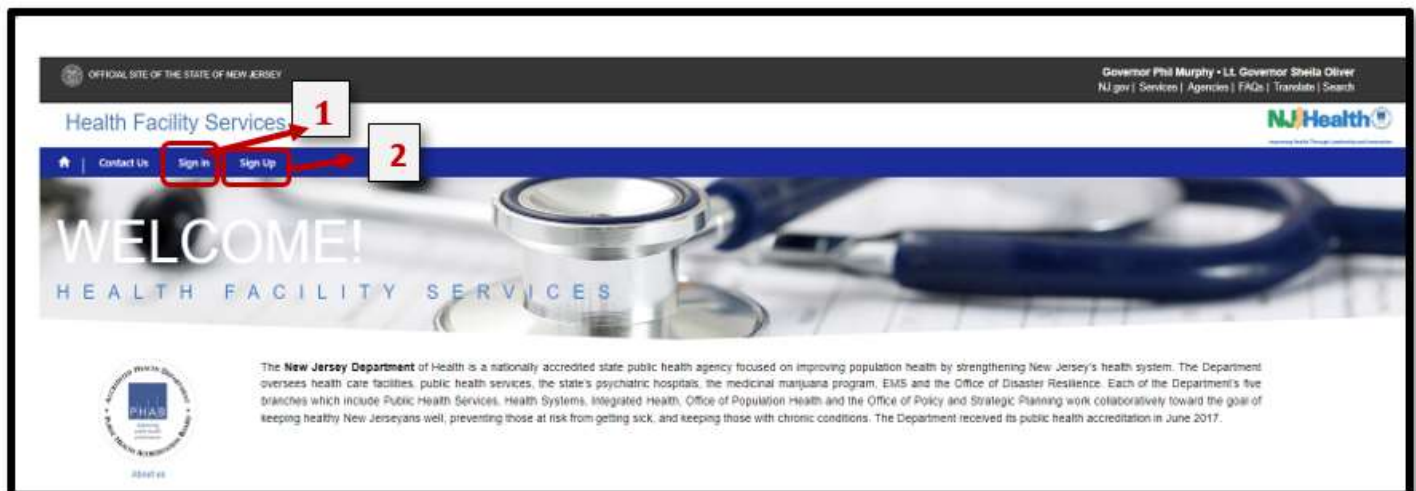 OFFICIAL SITE OF THE STATE OF NEW JERSEY
Governor Phil Murphy • Lt. Governor Sheila Oliver
NJ.gov | Services | Agencies | FAQs | Translate | Search
Health Facility Services
1
NJHealth
Contact Us Sign In Sign Up
2
WELCOME!
HEALTH FACILITY SERVICES
The New Jersey Department of Health is a nationally accredited state public health agency focused on improving population health by strengthening New Jersey's health system. The Department
oversees health care facilities, public health services, the state's psychiatric hospitals, the medicinal marijuana program, EMS and the Office of Disaster Resilience. Each of the Department's five
branches which include Public Health Services, Health Systems, Integrated Health, Office of Population Health and the Office of Policy and Strategic Planning work collaboratively toward the goal of
keeping healthy New Jerseyans well, preventing those at risk from getting sick, and keeping those with chronic conditions. The Department received its public health accreditation in June 2017.
PHAB
About us